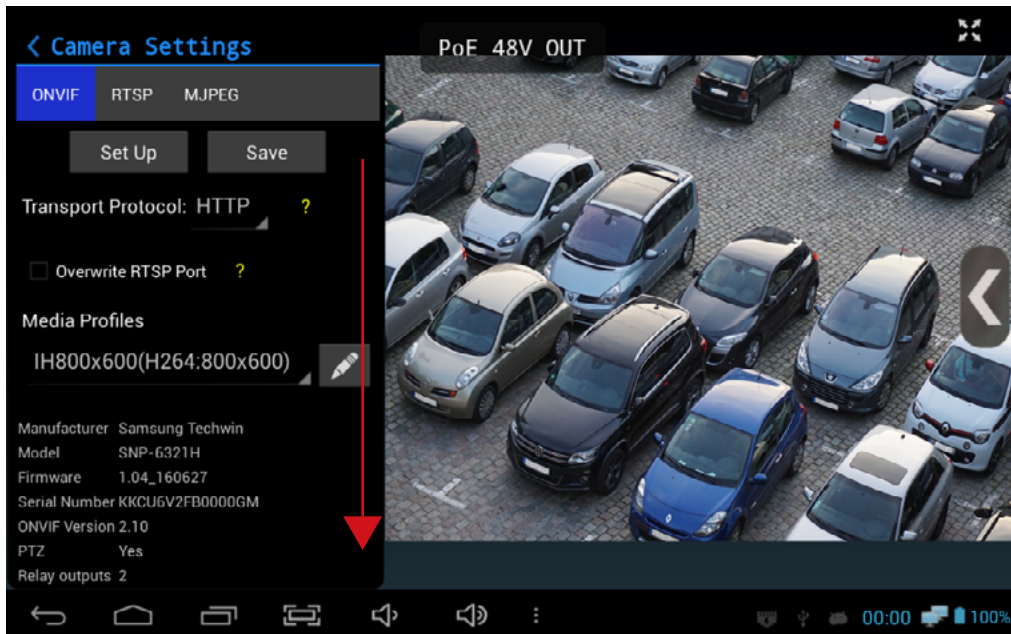 Camera Settings
PoE 48V OUT
ONVIF RTSP MJPEG
Set Up Save
Transport Protocol: HTTP ?
Overwrite RTSP Port ?
Media Profiles
IH800x600(H264:800x600)
Manufacturer Samsung Techwin
Model SNP-6321H
Firmware 1.04_160627
Serial Number KKCU6V2FB0000GM
ONVIF Version 2.10
PTZ Yes
Relay outputs 2
00:00 100%